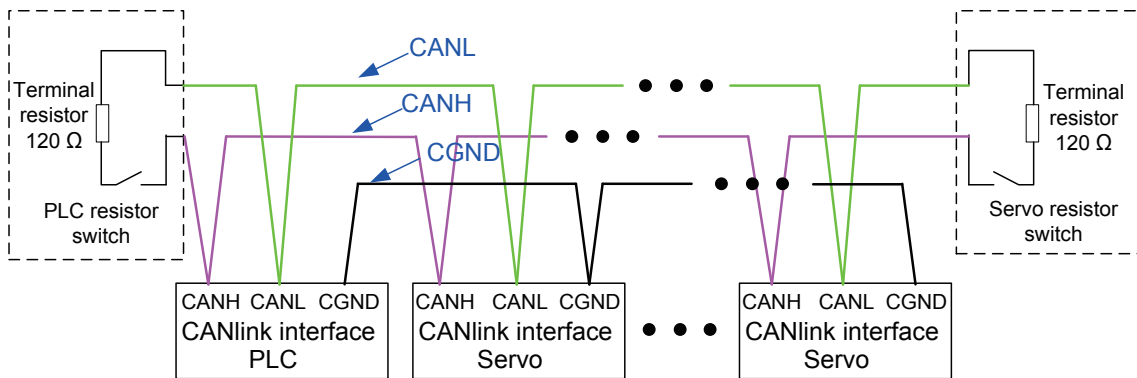 CANL
CANH
CGND
Terminal
resistor
120 Ω
PLC resistor
switch
Terminal
resistor
120 Ω
Servo resistor
switch
CANH CANL CGND
CANlink interface
PLC
CANH CANL CGND
CANlink interface
Servo
CANH CANL CGND
CANlink interface
Servo